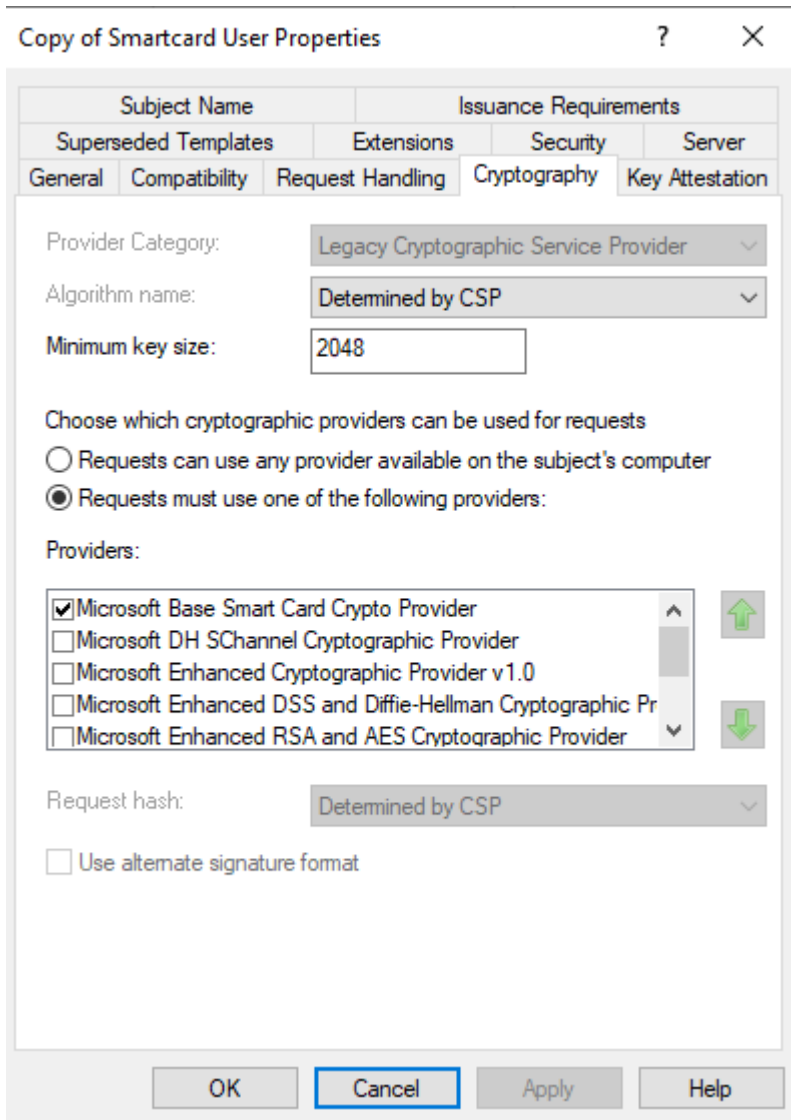 Copy of Smartcard User Properties ? ×
Subject Name Issuance Requirements
Superseded Templates Extensions Security Server
General Compatibility Request Handling Cryptography Key Attestation
Provider Category: Legacy Cryptographic Service Provider
Algorithm name: Determined by CSP
Minimum key size: 2048
Choose which cryptographic providers can be used for requests
Requests can use any provider available on the subject's computer
Requests must use one of the following providers:
Providers:
Microsoft Base Smart Card Crypto Provider
Microsoft DH SChannel Cryptographic Provider
Microsoft Enhanced Cryptographic Provider v1.0
Microsoft Enhanced DSS and Diffie-Hellman Cryptographic Pr
Microsoft Enhanced RSA and AES Cryptographic Provider
Request hash: Determined by CSP
Use alternate signature format
OK Cancel Apply Help